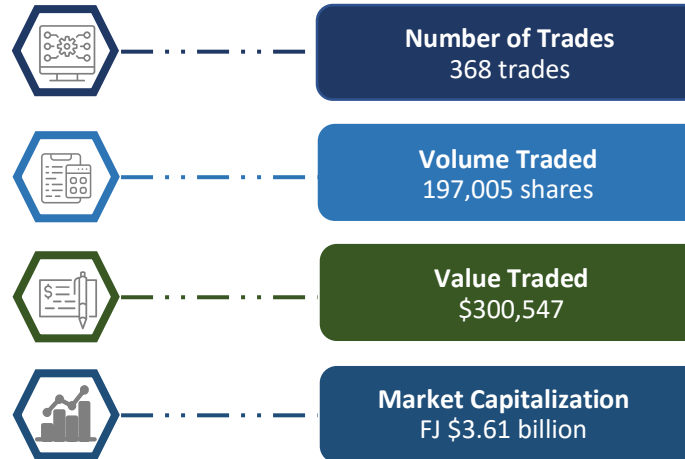 Number of Trades
368 trades
Volume Traded
197,005 shares
$
Value Traded
$300,547
Market Capitalization
FJ $3.61 billion